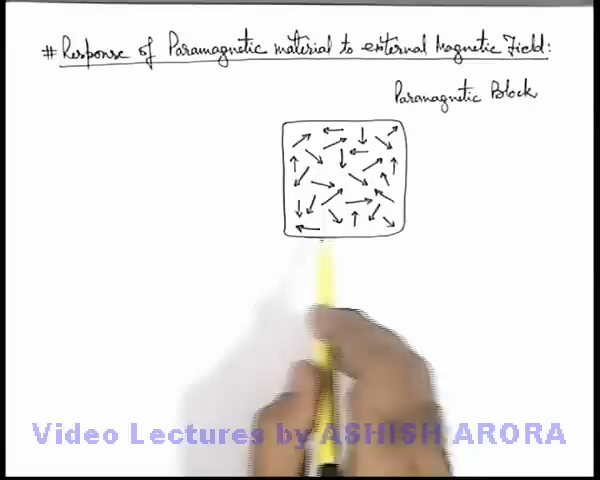 # Response of Paramagnetic material to external Magnetic Field:
Paramagnetic Block
Video Lectures by ASHISH ARORA